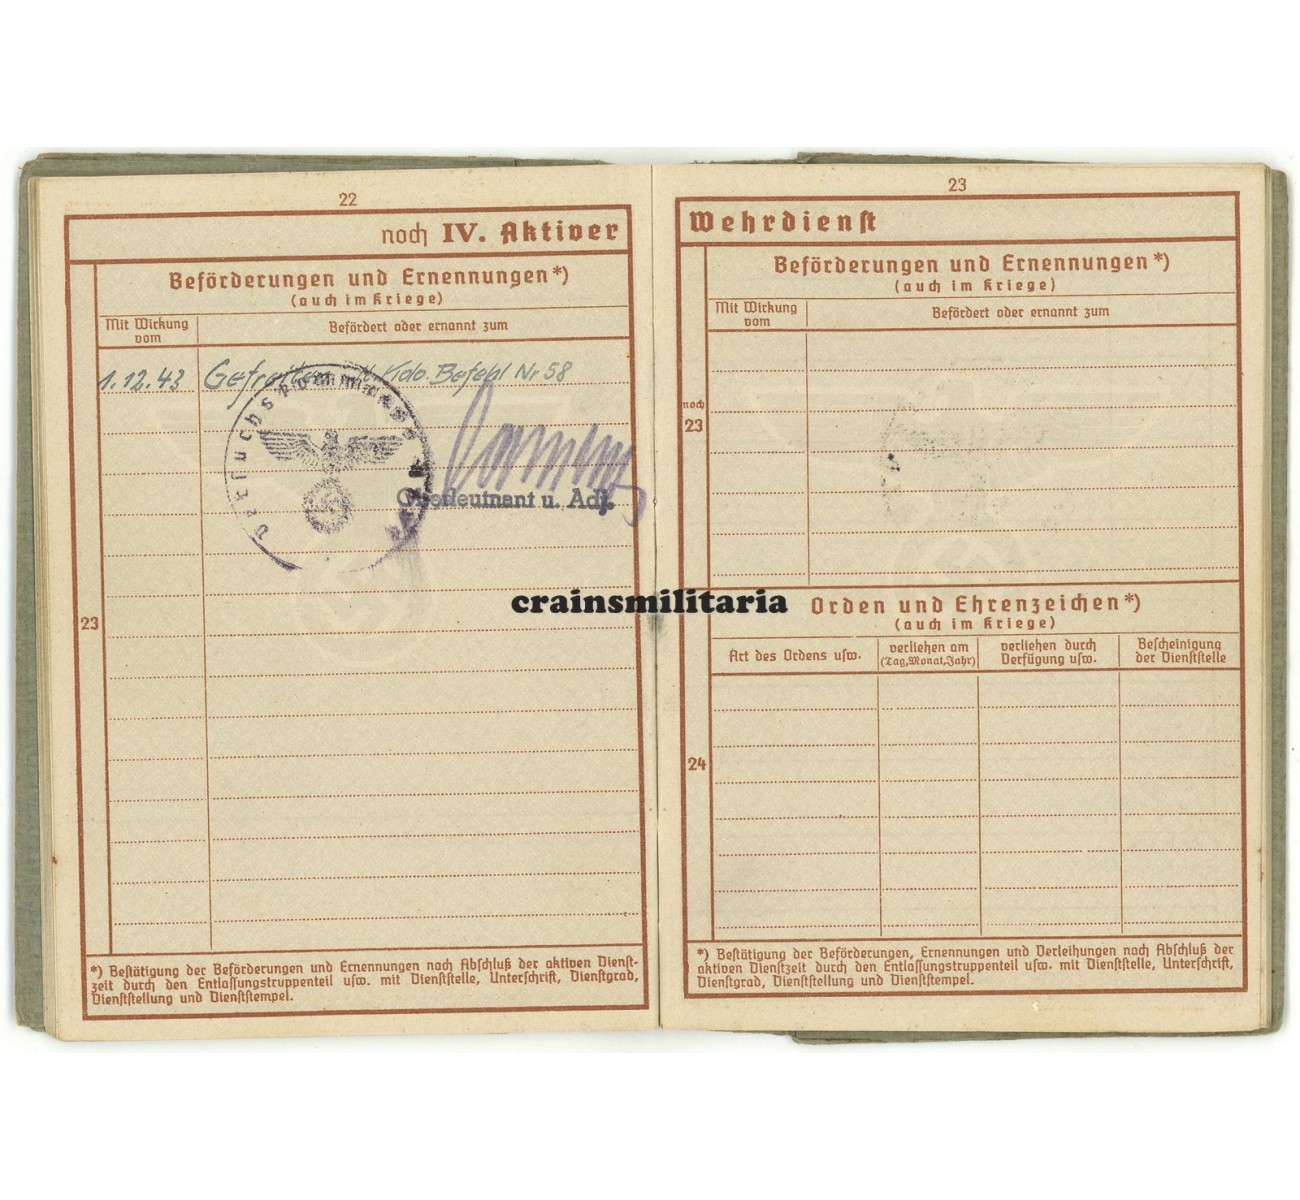 22
noch IV. Aktiver
Beförderungen und Ernennungen*)
(auch im Kriege)
Mit Wirkung vom
Befördert oder ernannt zum
1.12.43 Gefreiten Kdo. Befehl Nr 58
Versuchskommando
Oberleutnant u. Adj.
23
*) Bestätigung der Beförderungen und Ernennungen nach Abschluß der aktiven Dienst-
zeit durch den Entlassungstruppenteil usw. mit Dienststelle, Unterschrift, Dienstgrad,
Dienststellung und Dienststempel.
23
Wehrdienst
Beförderungen und Ernennungen*)
(auch im Kriege)
Mit Wirkung vom
Befördert oder ernannt zum
noch
23
crainsmilitaria
Orden und Ehrenzeichen*)
(auch im Kriege)
Art des Ordens usw.
verliehen am
(Tag, Monat, Jahr)
verliehen durch
Verfügung usw.
Bescheinigung
der Dienststelle
24
*) Bestätigung der Beförderungen, Ernennungen und Verleihungen nach Abschluß der
aktiven Dienstzeit durch den Entlassungstruppenteil usw. mit Dienststelle, Unterschrift,
Dienstgrad, Dienststellung und Dienststempel.